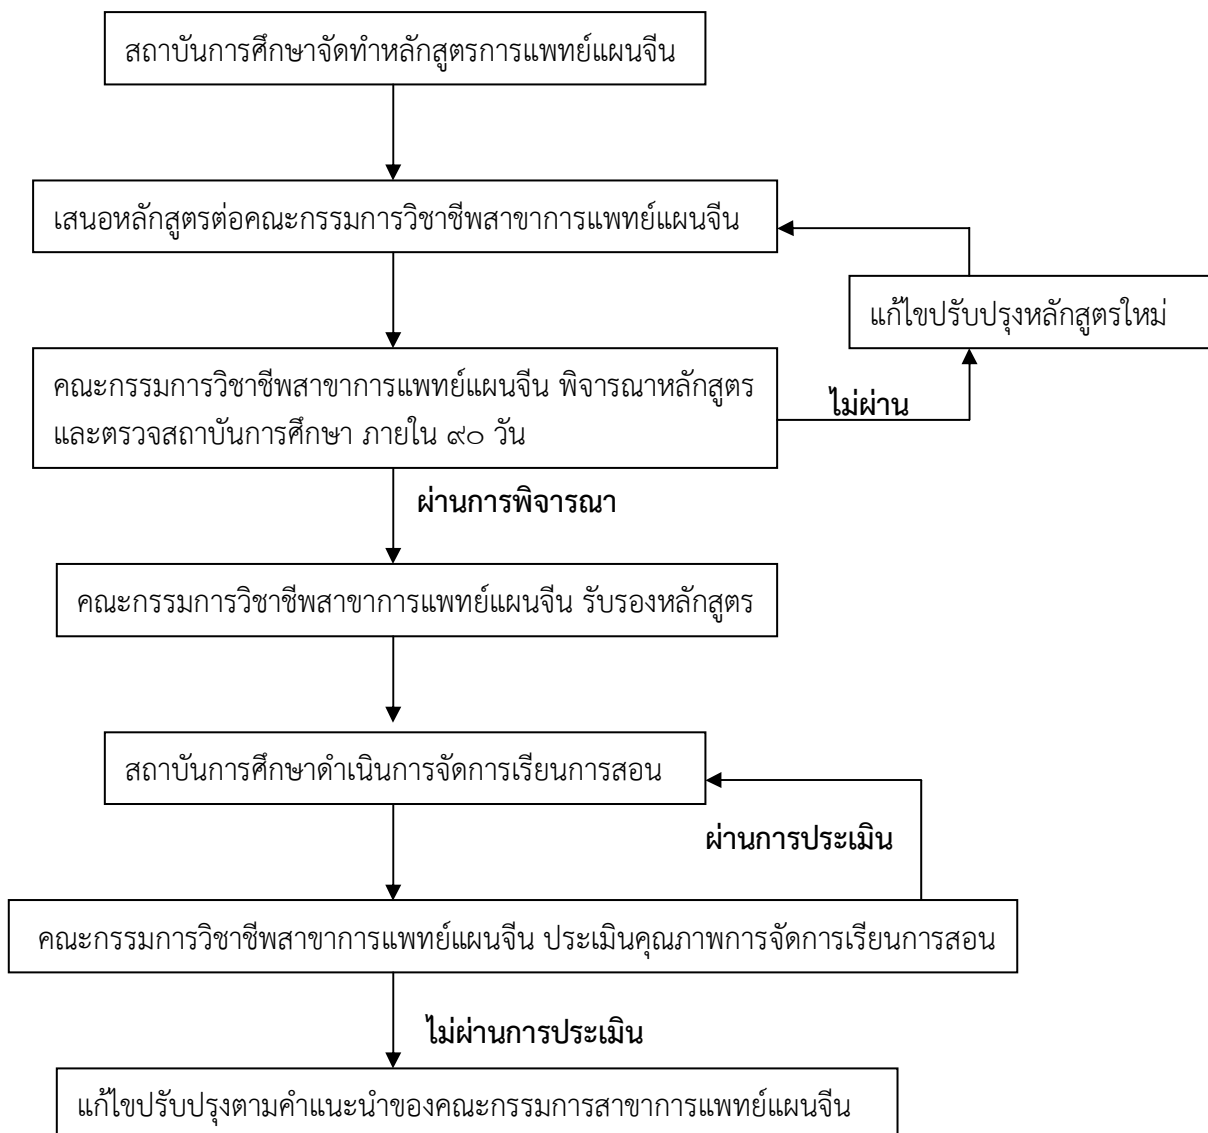 สถาบันการศึกษาจัดทำหลักสูตรการแพทย์แผนจีน
เสนอหลักสูตรต่อคณะกรรมการวิชาชีพสาขาการแพทย์แผนจีน
แก้ไขปรับปรุงหลักสูตรใหม่
คณะกรรมการวิชาชีพสาขาการแพทย์แผนจีน พิจารณาหลักสูตร
และตรวจสถาบันการศึกษา ภายใน ๙๐ วัน
ไม่ผ่าน
ผ่านการพิจารณา
คณะกรรมการวิชาชีพสาขาการแพทย์แผนจีน รับรองหลักสูตร
สถาบันการศึกษาดำเนินการจัดการเรียนการสอน
ผ่านการประเมิน
คณะกรรมการวิชาชีพสาขาการแพทย์แผนจีน ประเมินคุณภาพการจัดการเรียนการสอน
ไม่ผ่านการประเมิน
แก้ไขปรับปรุงตามคำแนะนำของคณะกรรมการสาขาการแพทย์แผนจีน